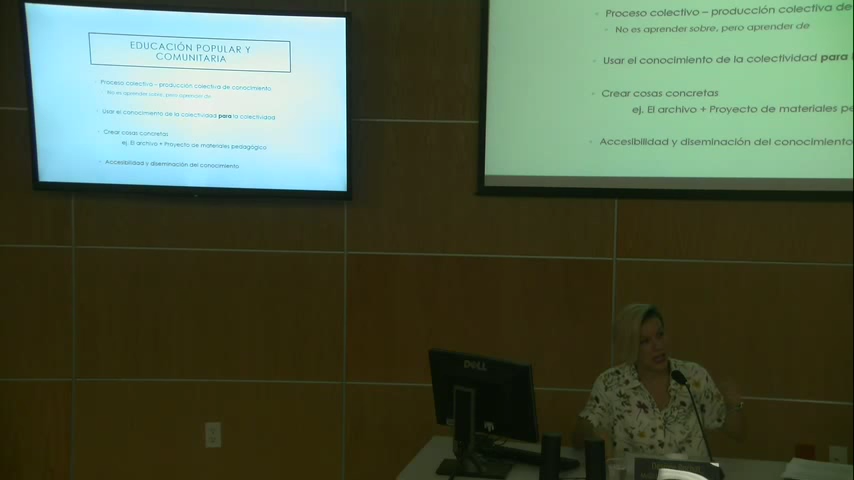 EDUCACIÓN POPULAR Y
COMUNITARIA
Proceso colectivo – producción colectiva de conocimiento
No es aprender sobre, pero aprender de
Usar el conocimiento de la colectividad para la colectividad
Crear cosas concretas
ej. El archivo + Proyecto de materiales pedagógico
Accesibilidad y diseminación del conocimiento
Proceso colectivo – producción colectiva de
No es aprender sobre, pero aprender de
Usar el conocimiento de la colectividad para
Crear cosas concretas
ej. El archivo + Proyecto de materiales
Accesibilidad y diseminación del conocimiento
DELL